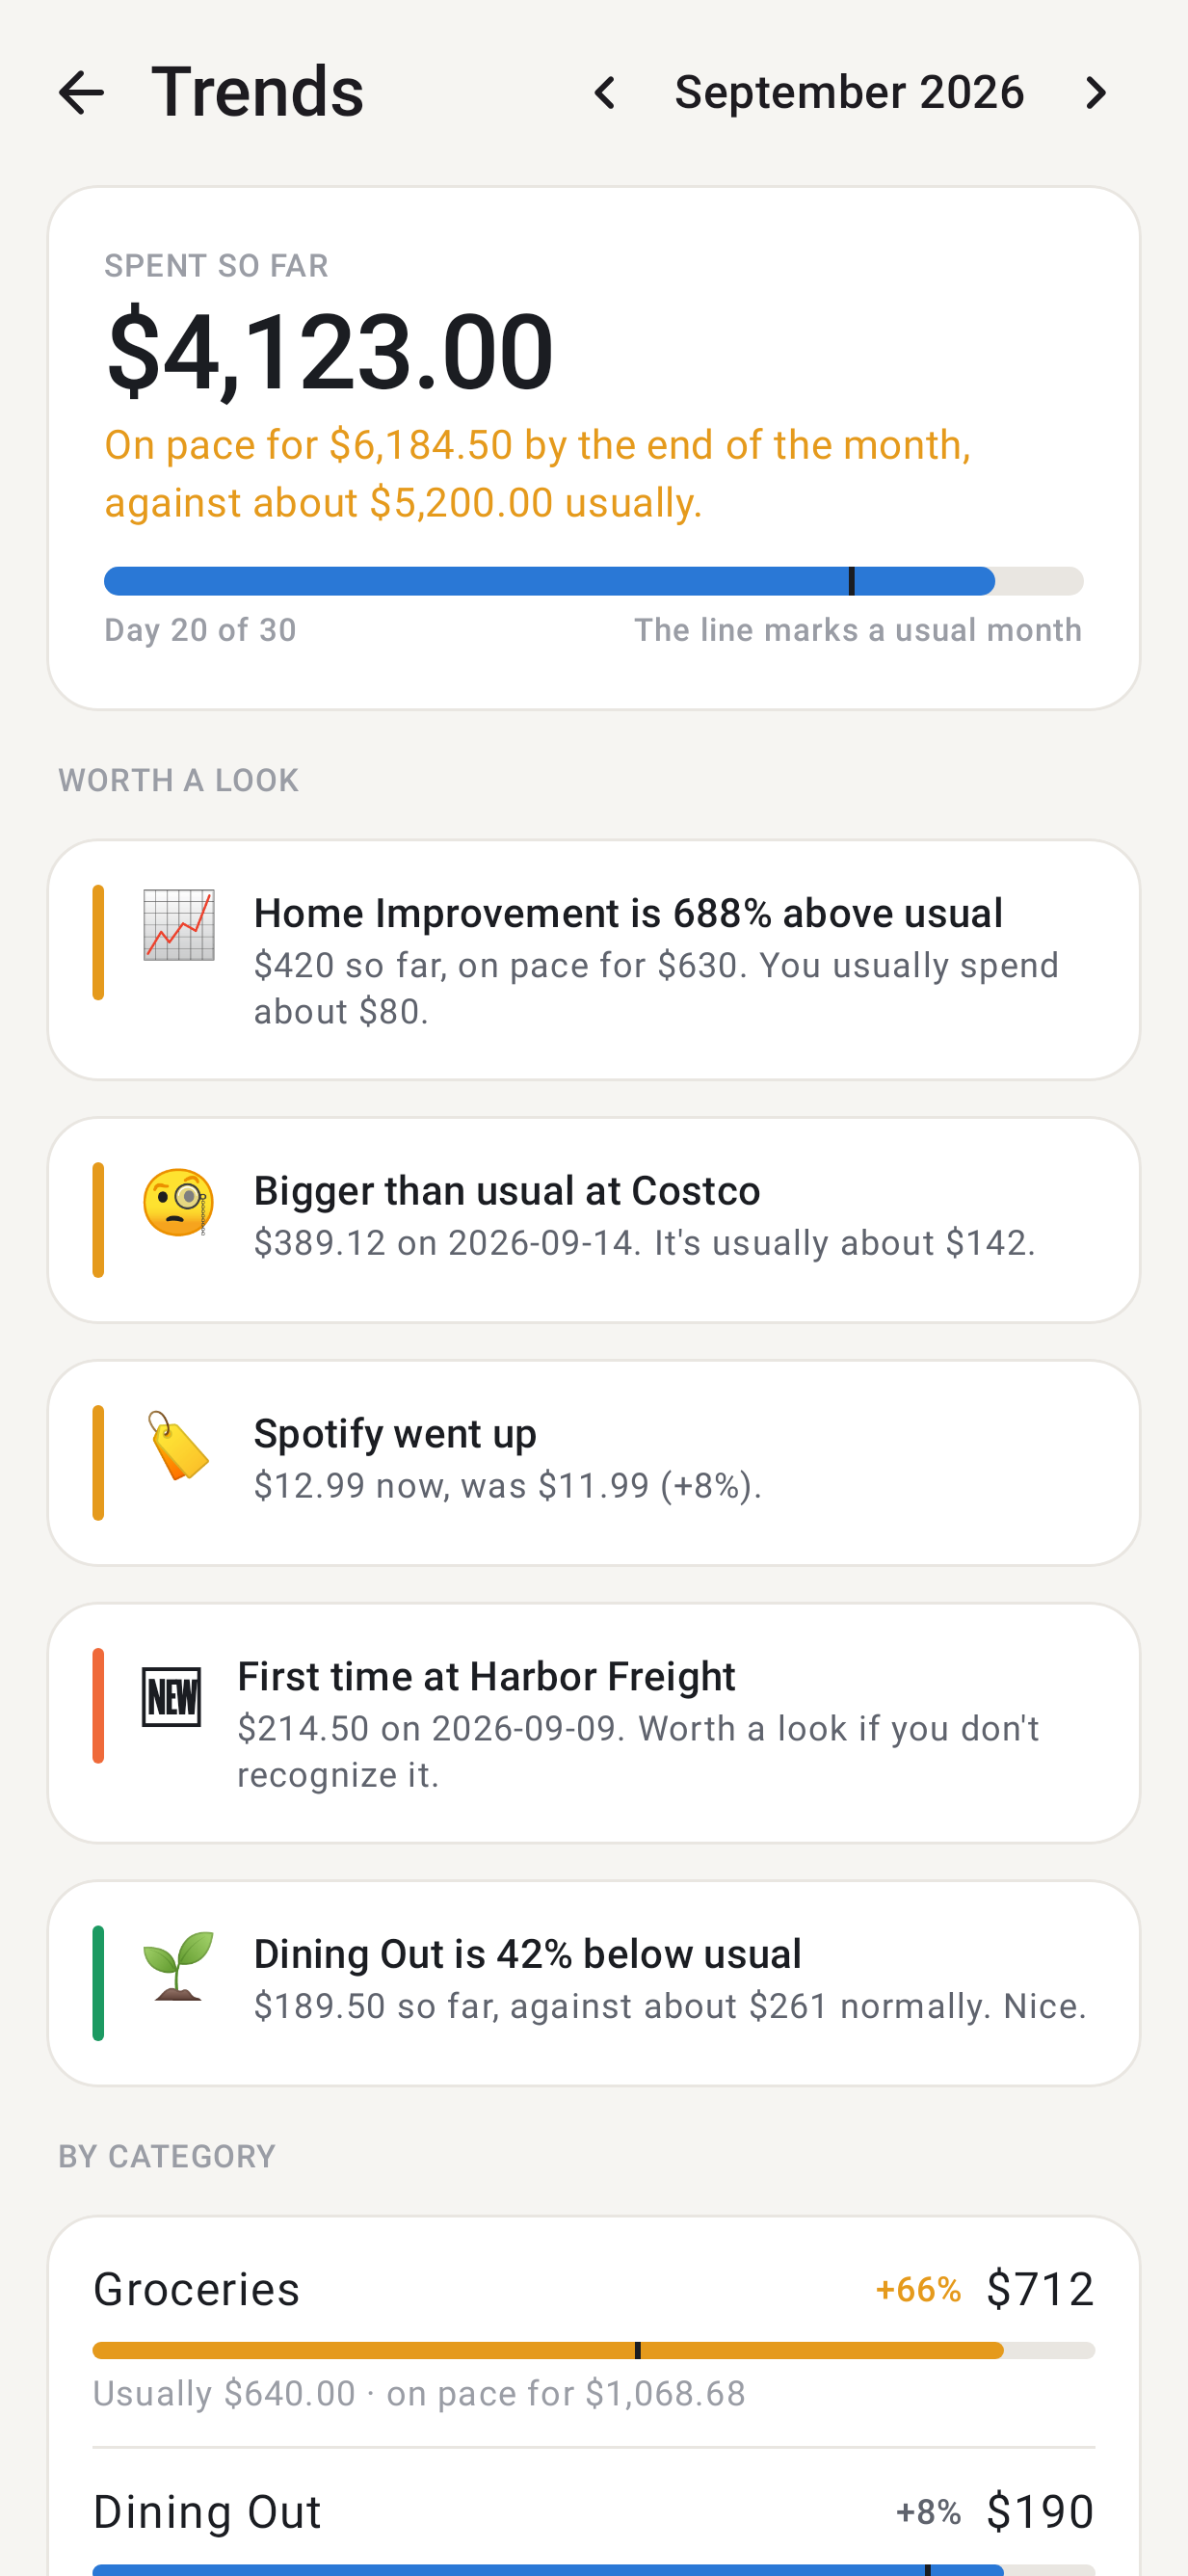 Trends
September 2026
SPENT SO FAR
$4,123.00
On pace for $6,184.50 by the end of the month,
against about $5,200.00 usually.
Day 20 of 30
The line marks a usual month
WORTH A LOOK
Home Improvement is 688% above usual
$420 so far, on pace for $630. You usually spend
about $80.
Bigger than usual at Costco
$389.12 on 2026-09-14. It's usually about $142.
Spotify went up
$12.99 now, was $11.99 (+8%).
NEW
First time at Harbor Freight
$214.50 on 2026-09-09. Worth a look if you don't
recognize it.
Dining Out is 42% below usual
$189.50 so far, against about $261 normally. Nice.
BY CATEGORY
Groceries +66% $712
Usually $640.00 · on pace for $1,068.68
Dining Out +8% $190